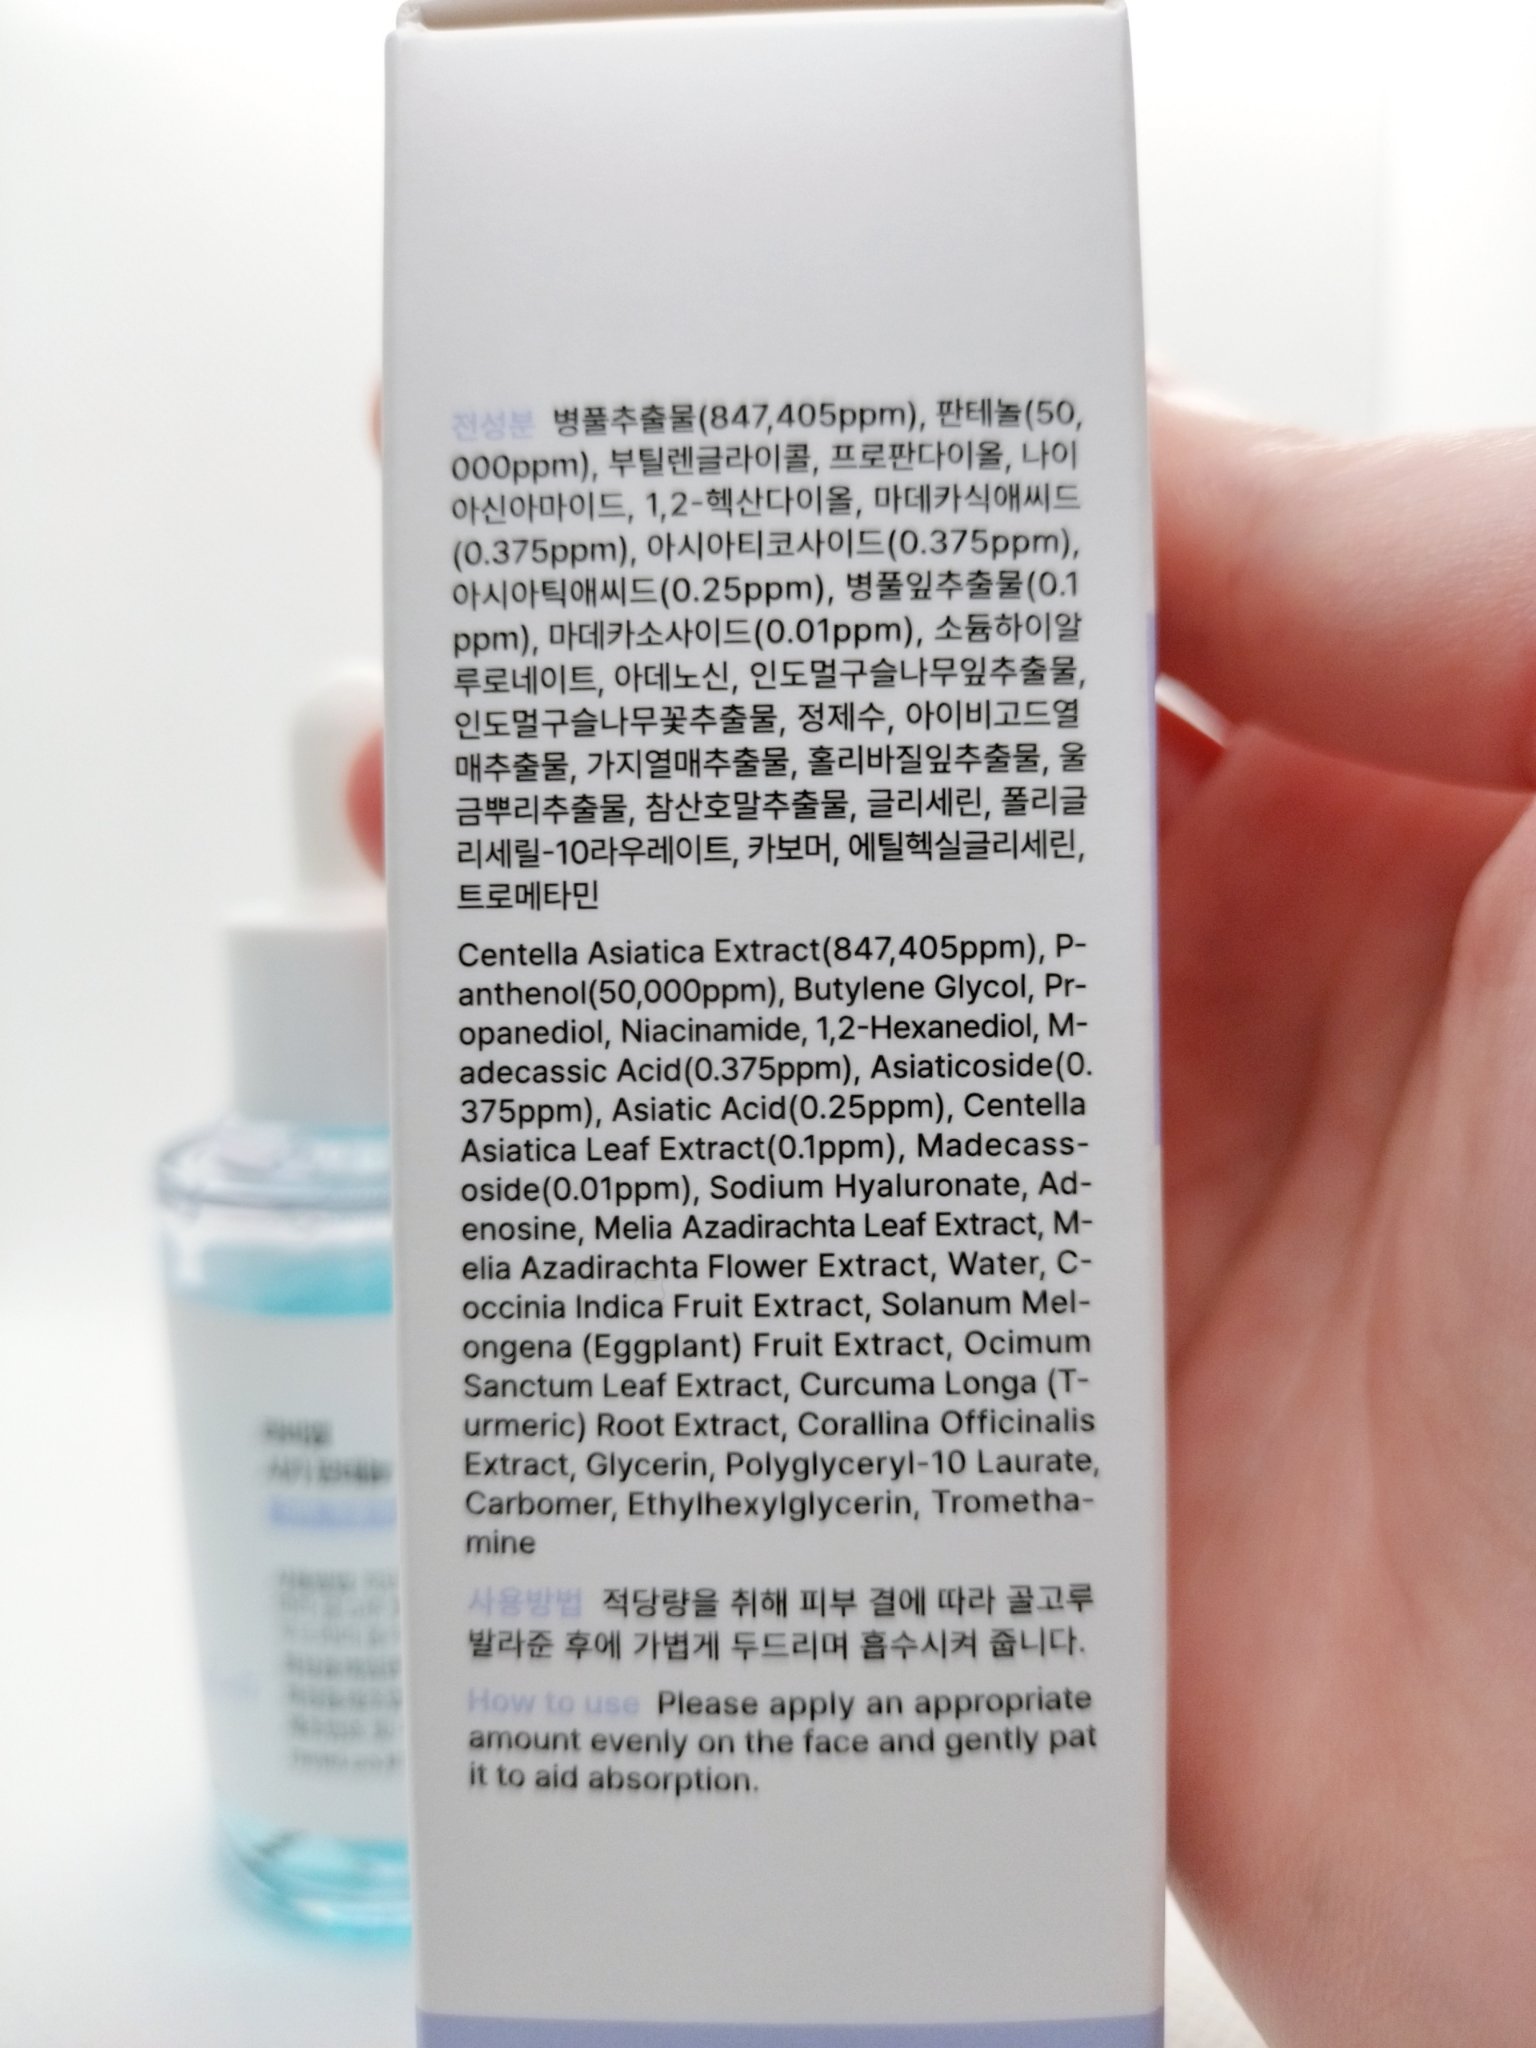 전성분 병풀추출물(847,405ppm), 판테놀(50,
000ppm), 부틸렌글라이콜, 프로판다이올, 나이
아신아마이드, 1,2-헥산다이올, 마데카식애씨드
(0.375ppm), 아시아티코사이드(0.375ppm),
아시아틱애씨드(0.25ppm), 병풀잎추출물(0.1
ppm), 마데카소사이드(0.01ppm), 소듐하이알
루로네이트, 아데노신, 인도멀구슬나무잎추출물,
인도멀구슬나무꽃추출물, 정제수, 아이비고드열
매추출물, 가지열매추출물, 홀리바질잎추출물, 울
금뿌리추출물, 참산호말추출물, 글리세린, 폴리글
리세릴-10라우레이트, 카보머, 에틸헥실글리세린,
트로메타민
Centella Asiatica Extract(847,405ppm), P-
anthenol(50,000ppm), Butylene Glycol, Pr-
opanediol, Niacinamide, 1,2-Hexanediol, M-
adecassic Acid(0.375ppm), Asiaticoside(0.
375ppm), Asiatic Acid(0.25ppm), Centella
Asiatica Leaf Extract(0.1ppm), Madecass-
oside(0.01ppm), Sodium Hyaluronate, Ad-
enosine, Melia Azadirachta Leaf Extract, M-
elia Azadirachta Flower Extract, Water, C-
occinia Indica Fruit Extract, Solanum Mel-
ongena (Eggplant) Fruit Extract, Ocimum
Sanctum Leaf Extract, Curcuma Longa (T-
urmeric) Root Extract, Corallina Officinalis
Extract, Glycerin, Polyglyceryl-10 Laurate,
Carbomer, Ethylhexylglycerin, Trometha-
mine
사용방법 적당량을 취해 피부 결에 따라 골고루
발라준 후에 가볍게 두드리며 흡수시켜 줍니다.
How to use Please apply an appropriate
amount evenly on the face and gently pat
it to aid absorption.